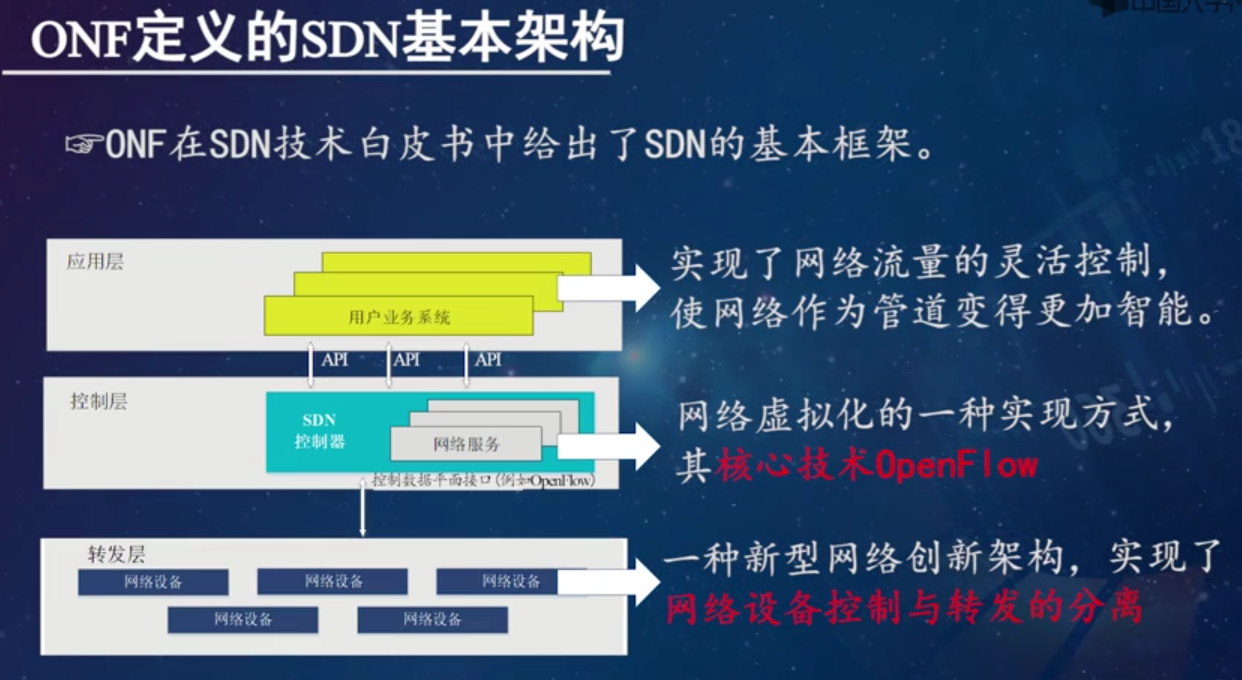 ONF定义的SDN基本架构
☞ONF在SDN技术白皮书中给出了SDN的基本框架。
应用层
用户业务系统
实现了网络流量的灵活控制，
使网络作为管道变得更加智能。
API API API
控制层
SDN
控制器
网络服务
控制数据平面接口(例如OpenFlow)
网络虚拟化的一种实现方式，
其核心技术OpenFlow
转发层
网络设备 网络设备 网络设备
网络设备 网络设备
一种新型网络创新架构，实现了
网络设备控制与转发的分离